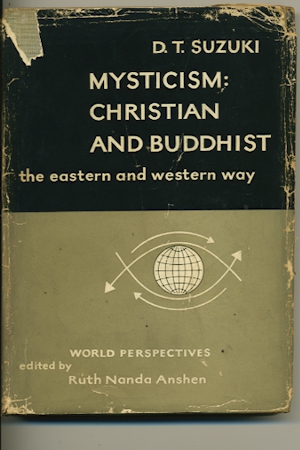 D. T. SUZUKI
MYSTICISM:
CHRISTIAN
AND BUDDHIST
the eastern and western way
WORLD PERSPECTIVES
edited by
Ruth Nanda Anshen